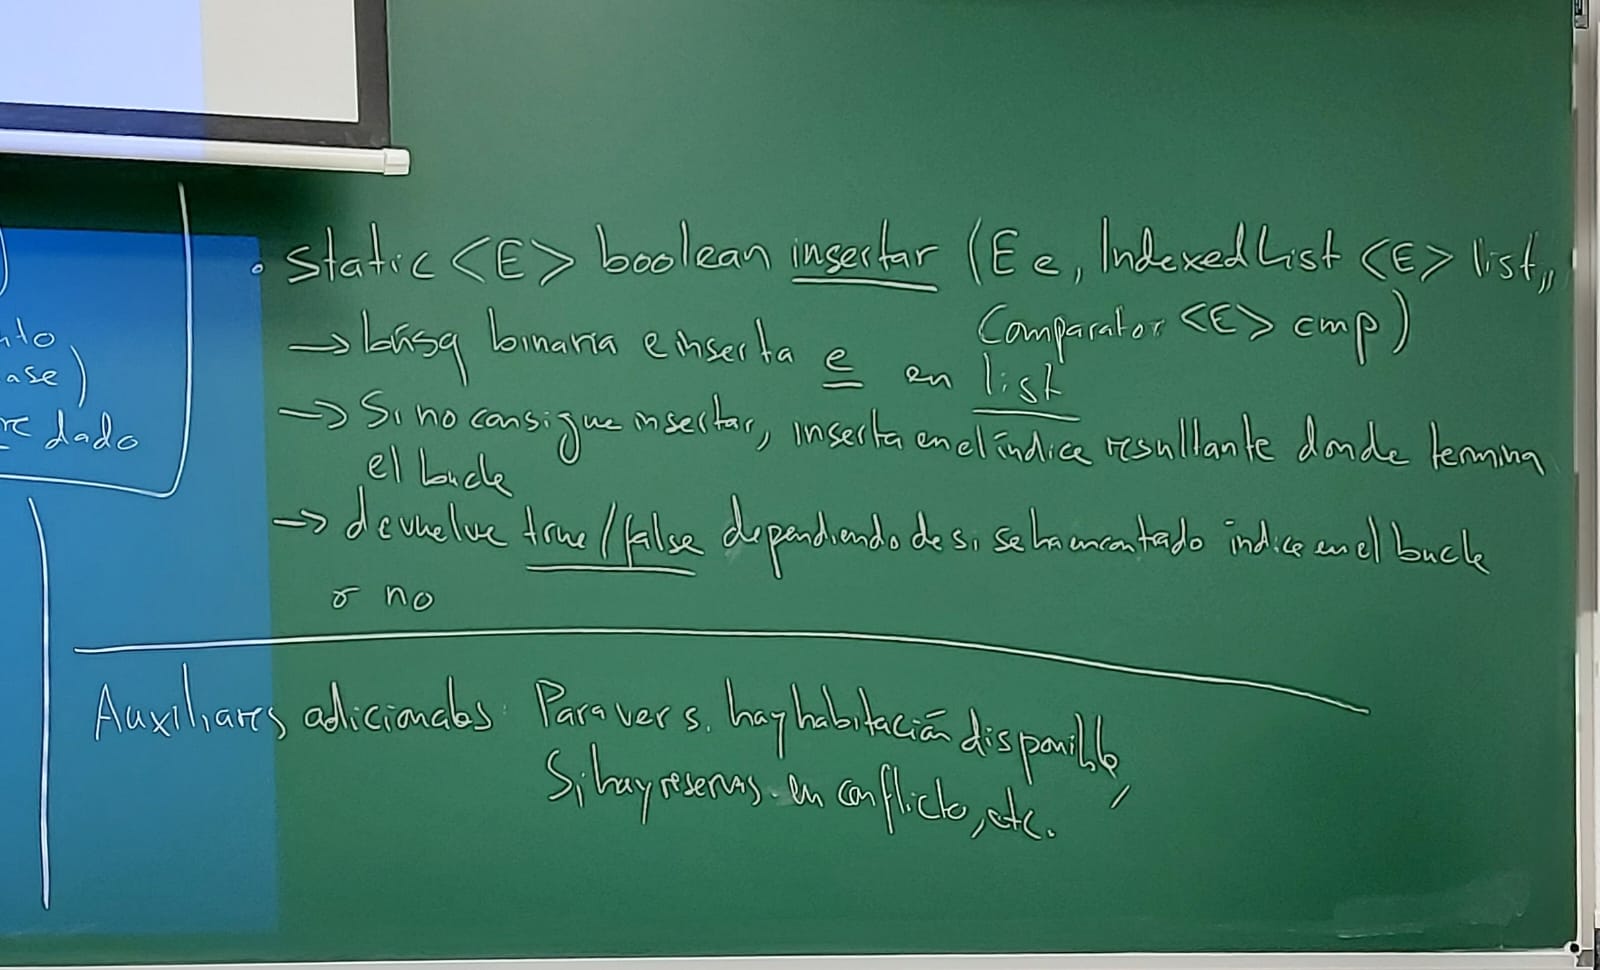 • static <E> boolean insertar (E e, IndexedList <E> list,,
Comparator <E> cmp)
→ búsq binaria e inserta e en list
→ Si no consigue insertar, inserta en el índice resultante donde termina
el bucle
→ devuelve true/false dependiendo de si se ha encontrado índice en el bucle
o no
nto
ase)
re dado
Auxiliares adicionales: Para ver si hay habitación disponible,
Si hay reservas en conflicto, etc.